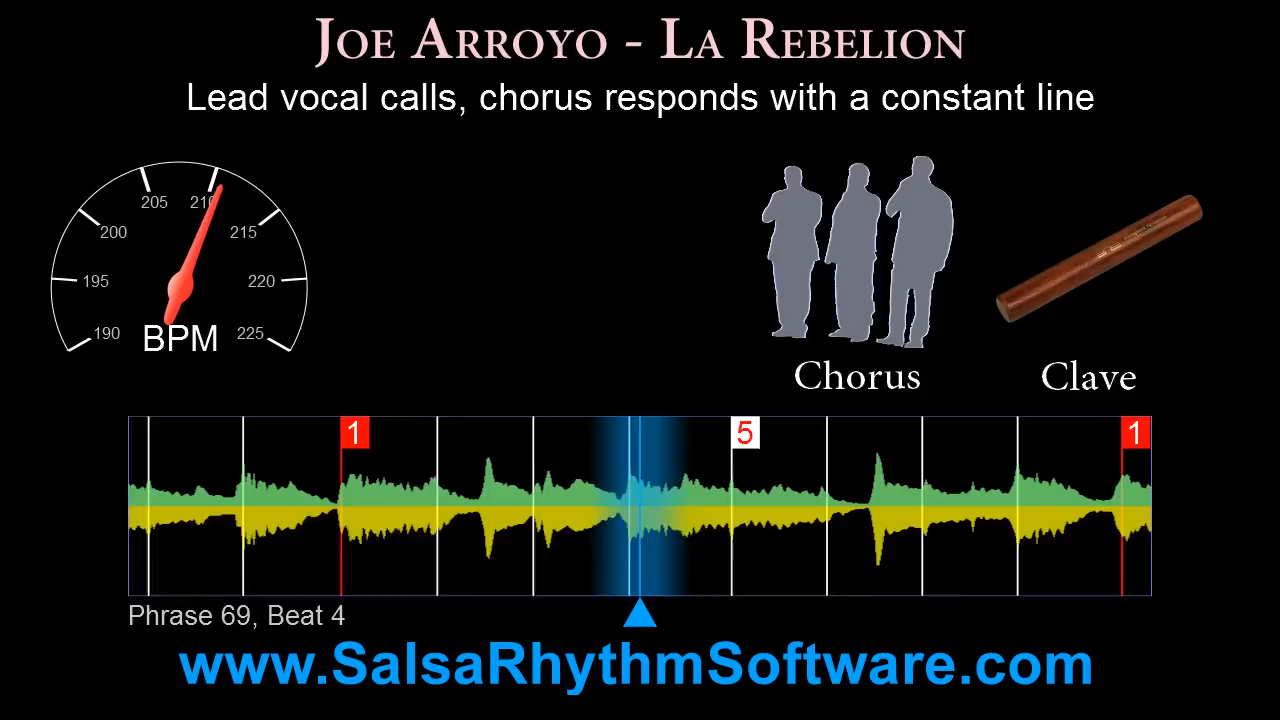 JOE ARROYO - LA REBELION
Lead vocal calls, chorus responds with a constant line
205
210
200
215
195
220
190
BPM
225
Chorus
Clave
1
5
1
Phrase 69, Beat 4
www.SalsaRhythmSoftware.com